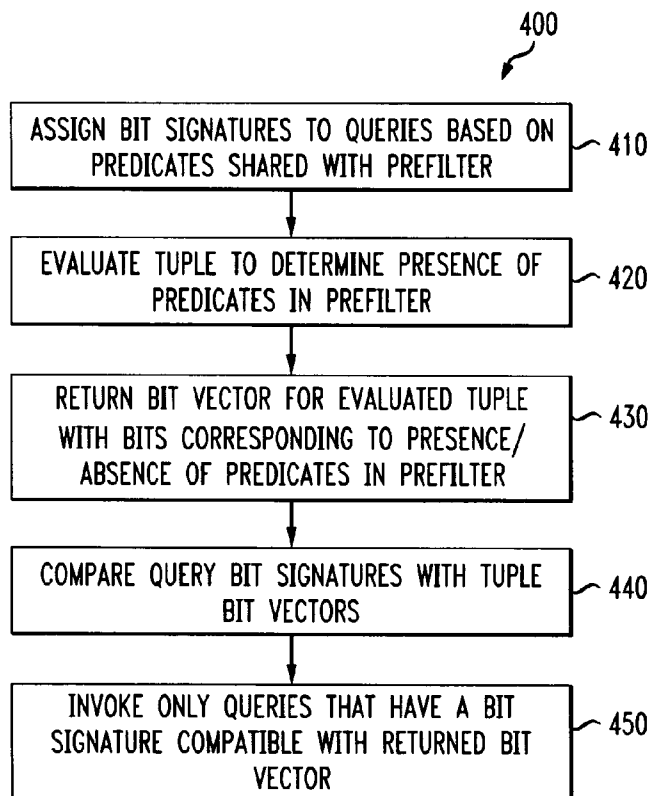 400
ASSIGN BIT SIGNATURES TO QUERIES BASED ON
PREDICATES SHARED WITH PREFILTER
410
EVALUATE TUPLE TO DETERMINE PRESENCE OF
PREDICATES IN PREFILTER
420
RETURN BIT VECTOR FOR EVALUATED TUPLE
WITH BITS CORRESPONDING TO PRESENCE/
ABSENCE OF PREDICATES IN PREFILTER
430
COMPARE QUERY BIT SIGNATURES WITH TUPLE
BIT VECTORS
440
INVOKE ONLY QUERIES THAT HAVE A BIT
SIGNATURE COMPATIBLE WITH RETURNED BIT
VECTOR
450